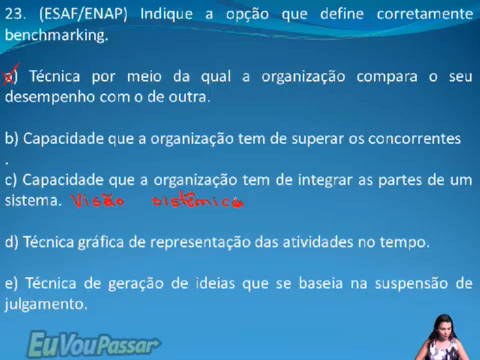 23. (ESAF/ENAP) Indique a opção que define corretamente
benchmarking.
a) Técnica por meio da qual a organização compara o seu
desempenho com o de outra.
b) Capacidade que a organização tem de superar os concorrentes
.
c) Capacidade que a organização tem de integrar as partes de um
sistema. Visão sistêmica
d) Técnica gráfica de representação das atividades no tempo.
e) Técnica de geração de ideias que se baseia na suspensão de
julgamento.
EuVouPassar